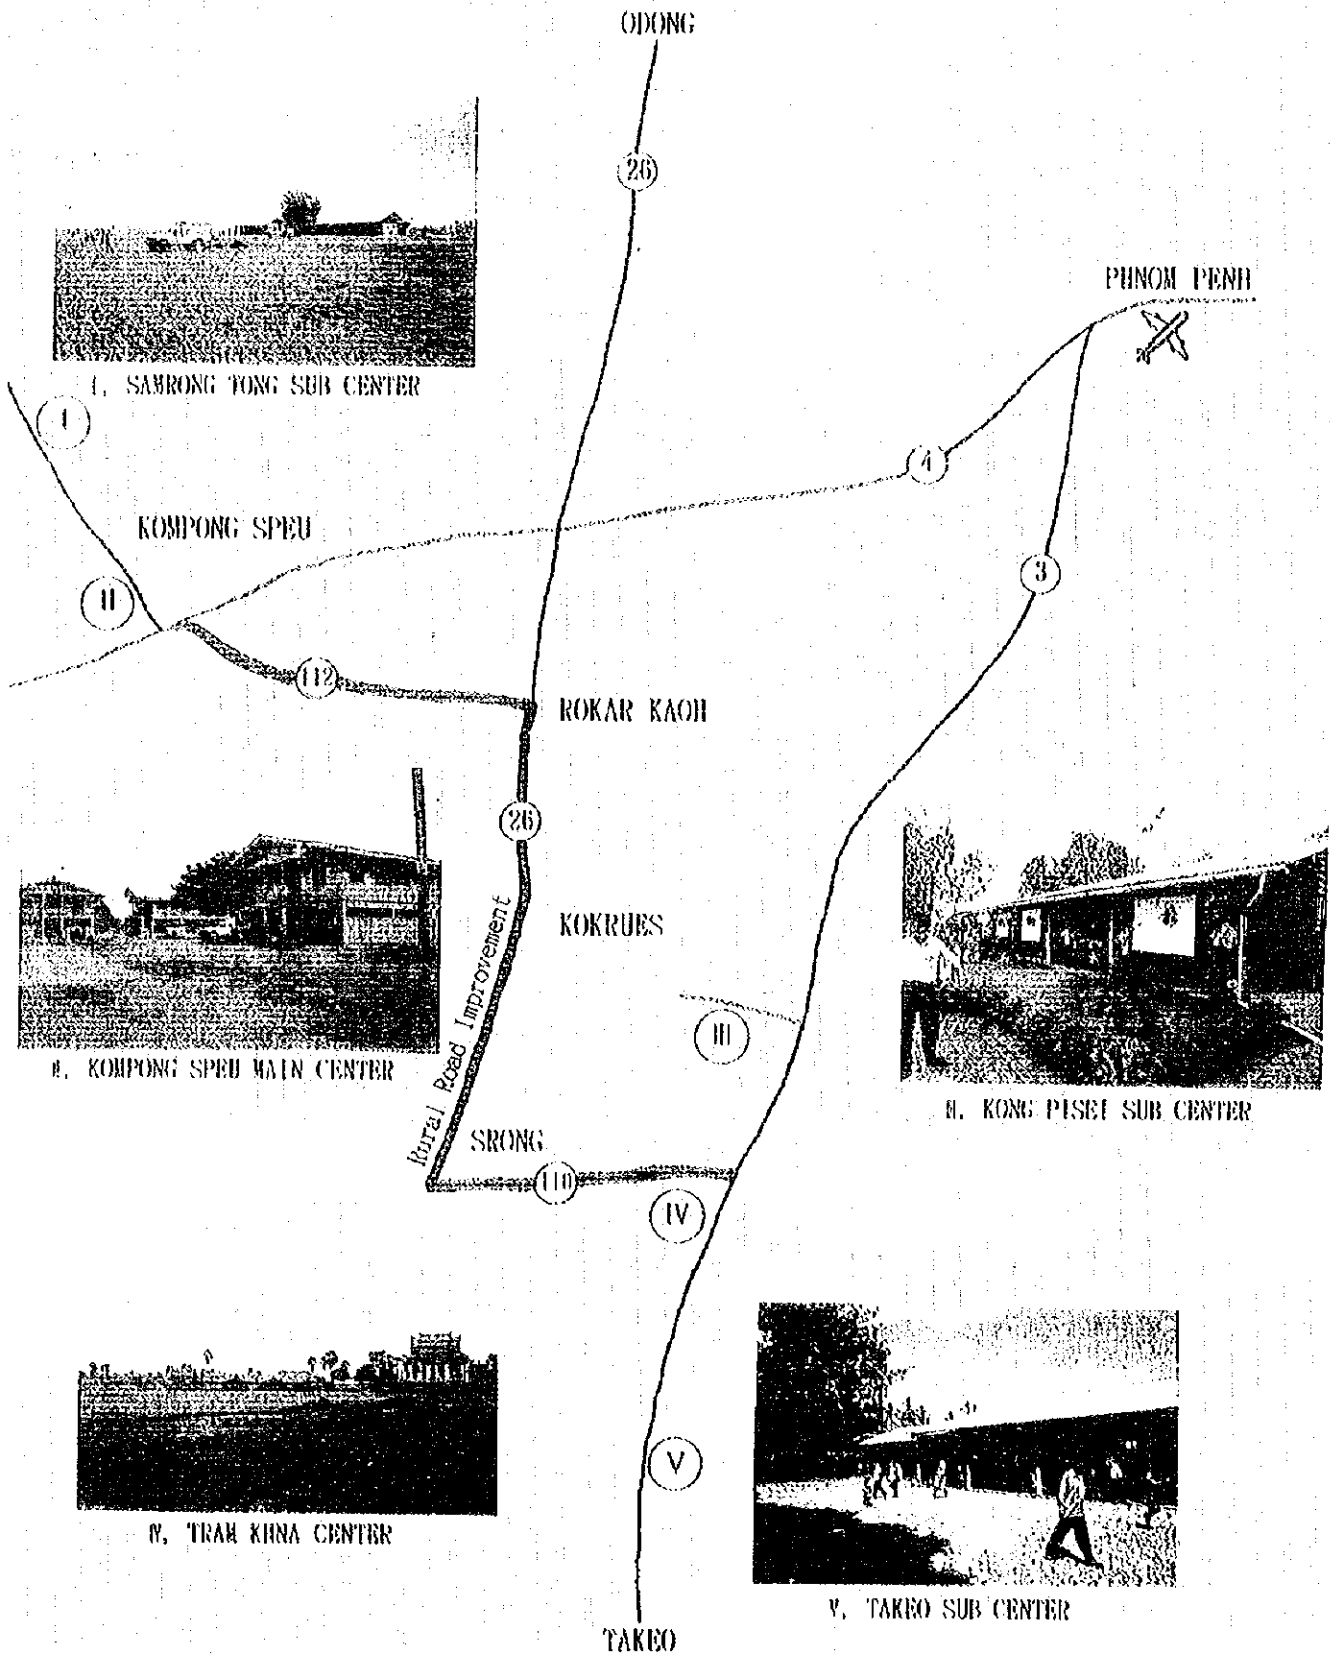 ODONG
26
PHNOM PENH
I. SAMRONG TONG SUB CENTER
I
4
KOMPONG SPEU
3
II
112
ROKAR KAOH
26
KOKRUES
Rural Road Improvement
III
II. KOMPONG SPEU MAIN CENTER
III. KONG PISEI SUB CENTER
SRONG
110
IV
V
IV. TRAM KHNA CENTER
V. TAKEO SUB CENTER
TAKEO